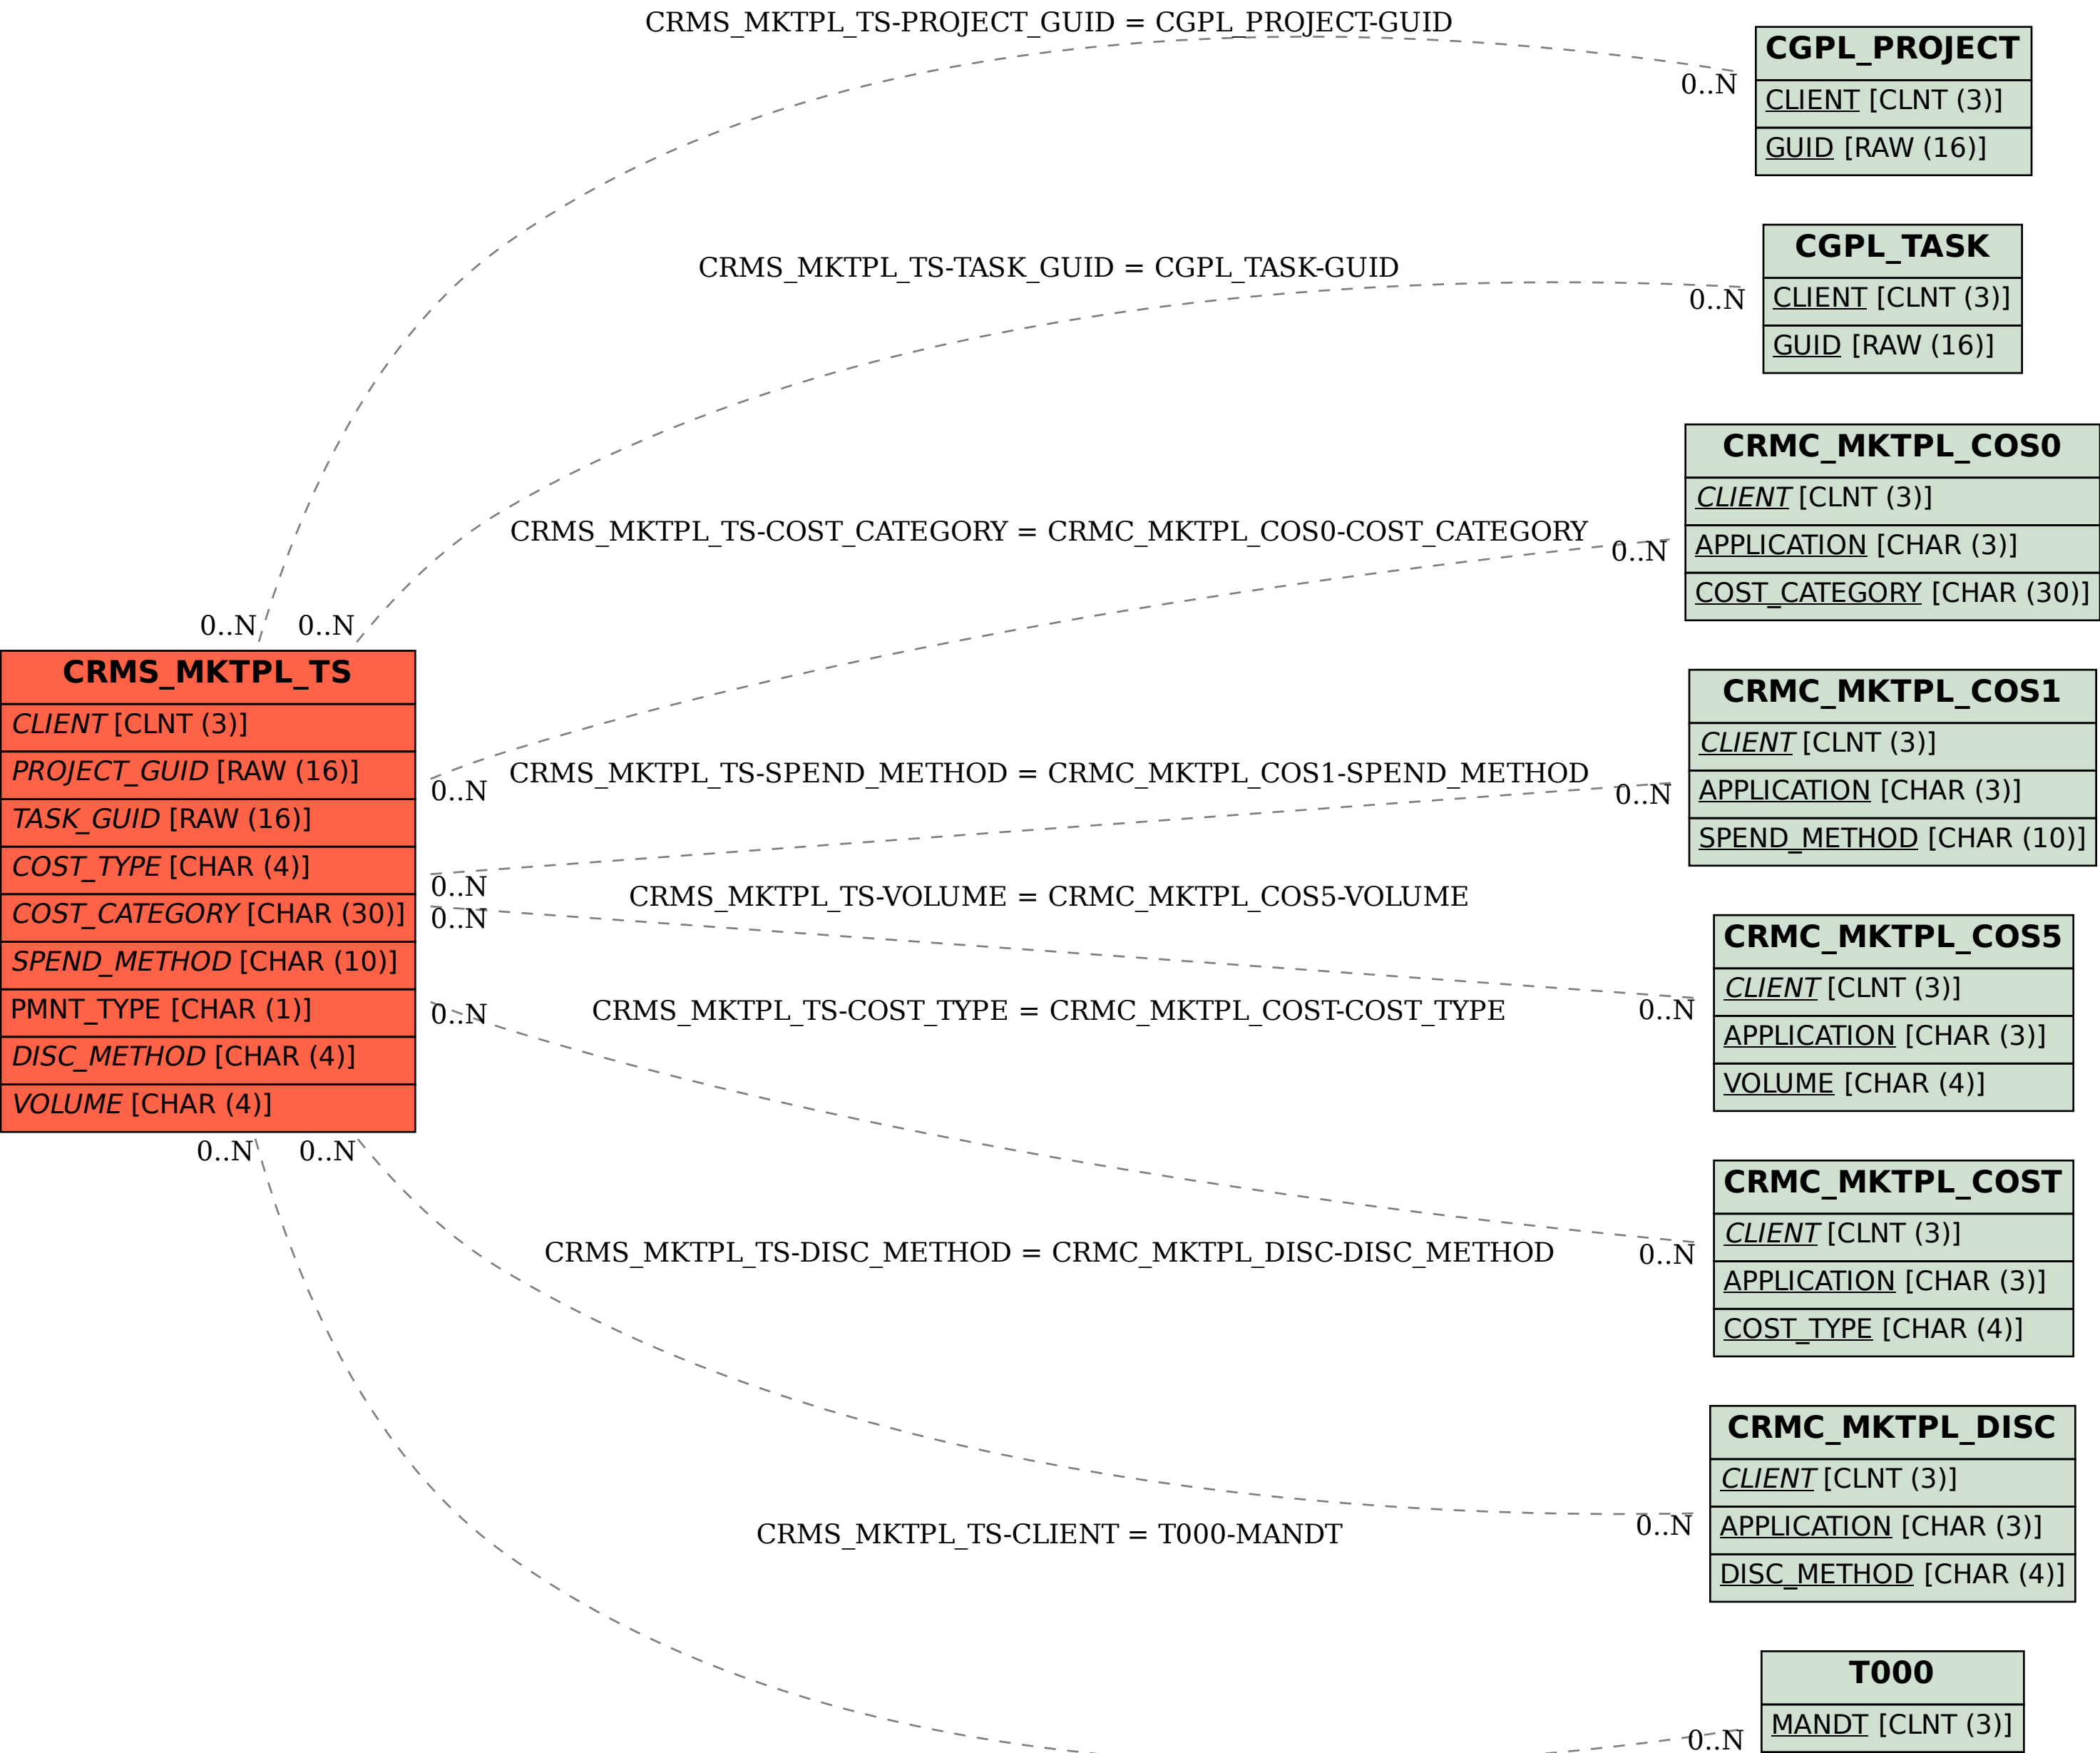 CRMS_MKTPL_TS-PROJECT_GUID = CGPL_PROJECT-GUID
0..N
CGPL_PROJECT
CLIENT [CLNT (3)]
GUID [RAW (16)]
CRMS_MKTPL_TS-TASK_GUID = CGPL_TASK-GUID
0..N
CGPL_TASK
CLIENT [CLNT (3)]
GUID [RAW (16)]
CRMS_MKTPL_TS-COST_CATEGORY = CRMC_MKTPL_COS0-COST_CATEGORY
0..N
CRMC_MKTPL_COS0
CLIENT [CLNT (3)]
APPLICATION [CHAR (3)]
COST_CATEGORY [CHAR (30)]
0..N
0..N
CRMS_MKTPL_TS
CLIENT [CLNT (3)]
PROJECT_GUID [RAW (16)]
TASK_GUID [RAW (16)]
COST_TYPE [CHAR (4)]
COST_CATEGORY [CHAR (30)]
SPEND_METHOD [CHAR (10)]
PMNT_TYPE [CHAR (1)]
DISC_METHOD [CHAR (4)]
VOLUME [CHAR (4)]
0..N
CRMS_MKTPL_TS-SPEND_METHOD = CRMC_MKTPL_COS1-SPEND_METHOD
0..N
CRMC_MKTPL_COS1
CLIENT [CLNT (3)]
APPLICATION [CHAR (3)]
SPEND_METHOD [CHAR (10)]
0..N
0..N
CRMS_MKTPL_TS-VOLUME = CRMC_MKTPL_COS5-VOLUME
0..N
CRMC_MKTPL_COS5
CLIENT [CLNT (3)]
APPLICATION [CHAR (3)]
VOLUME [CHAR (4)]
0..N
CRMS_MKTPL_TS-COST_TYPE = CRMC_MKTPL_COST-COST_TYPE
0..N
CRMC_MKTPL_COST
CLIENT [CLNT (3)]
APPLICATION [CHAR (3)]
COST_TYPE [CHAR (4)]
0..N
0..N
CRMS_MKTPL_TS-DISC_METHOD = CRMC_MKTPL_DISC-DISC_METHOD
0..N
CRMC_MKTPL_DISC
CLIENT [CLNT (3)]
APPLICATION [CHAR (3)]
DISC_METHOD [CHAR (4)]
CRMS_MKTPL_TS-CLIENT = T000-MANDT
0..N
T000
MANDT [CLNT (3)]